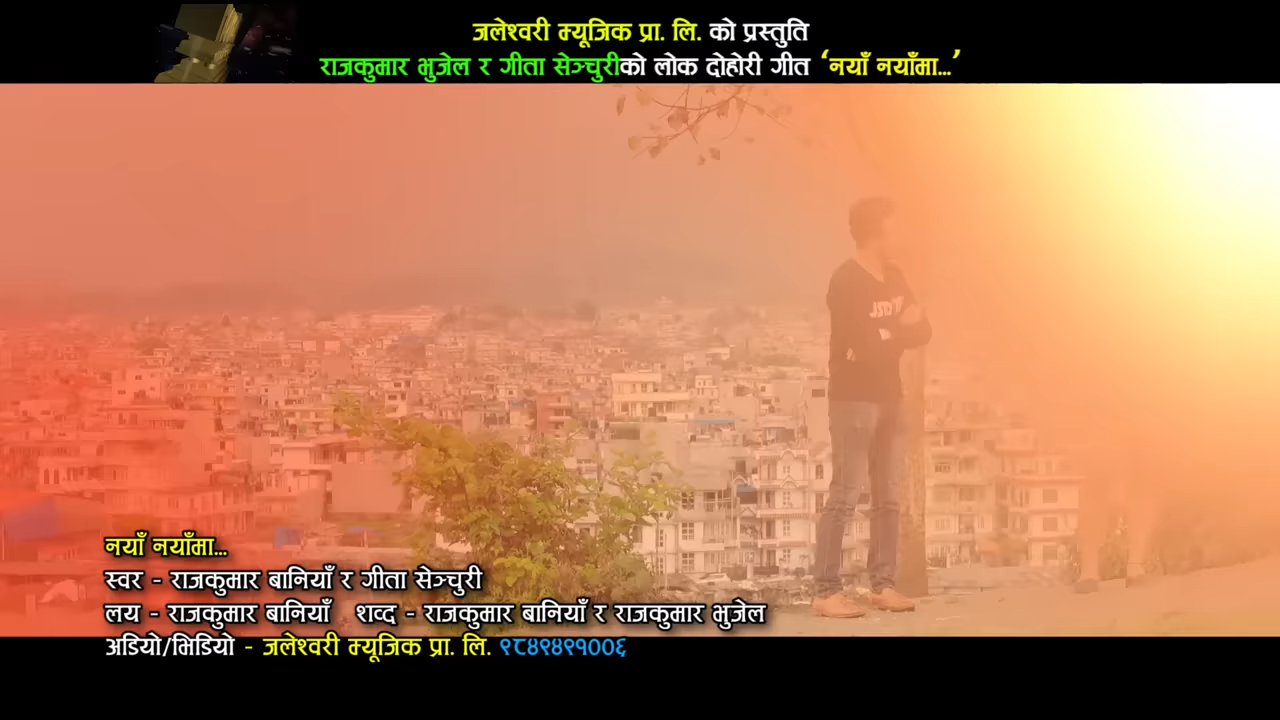 जलेश्वरी म्यूजिक प्रा. लि. को प्रस्तुति
राजकुमार भुजेल र गीता सेञ्चुरीको लोक दोहोरी गीत ‘नयाँ नयाँमा...’
नयाँ नयाँमा...
स्वर - राजकुमार बानियाँ र गीता सेञ्चुरी
लय - राजकुमार बानियाँ शव्द - राजकुमार बानियाँ र राजकुमार भुजेल
अडियो/भिडियो - जलेश्वरी म्यूजिक प्रा. लि. ९८४९४९१००६